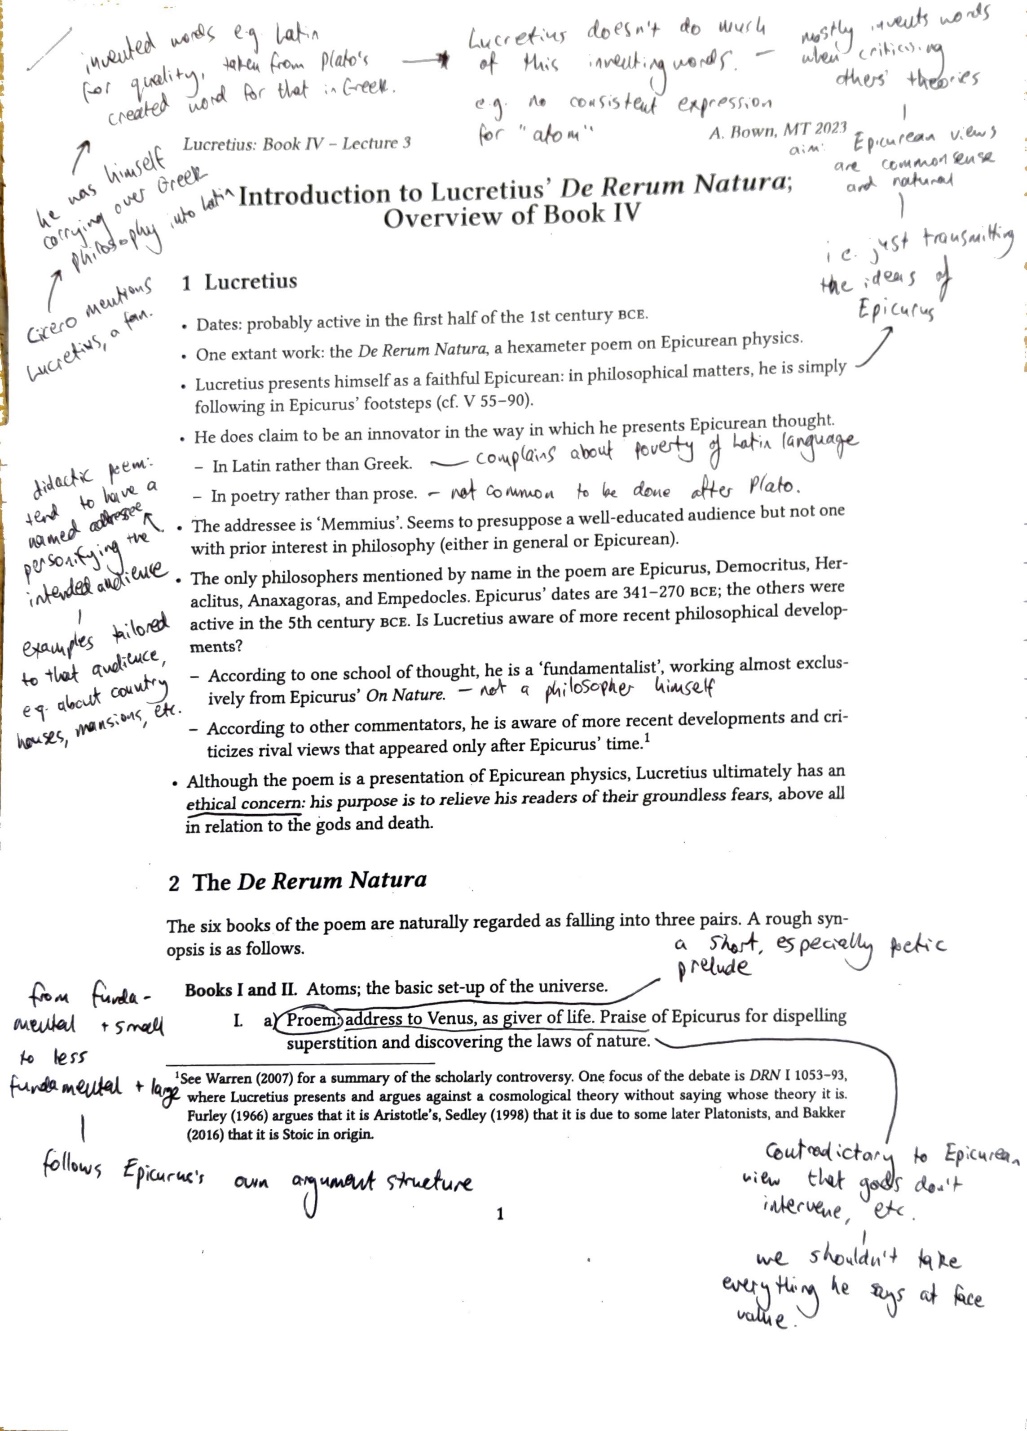 invented words e.g Latin
for quality, taken from Plato's
created word for that in Greek.
Lucretius doesn't do much
of this inventing words. –
e.g. no consistent expression
for "atom"
mostly invents words
when criticising
others' theories
aim: Epicurean views
are commonsense
and natural
i.e. just transmitting
the ideas of
Epicurus
he was himself
carrying over Greek
philosophy into Latin
Cicero mentions
Lucretius, a fan.
Lucretius: Book IV – Lecture 3
A. Bown, MT 2023
Introduction to Lucretius' De Rerum Natura;
Overview of Book IV
1 Lucretius
• Dates: probably active in the first half of the 1st century BCE.
• One extant work: the De Rerum Natura, a hexameter poem on Epicurean physics.
• Lucretius presents himself as a faithful Epicurean: in philosophical matters, he is simply
following in Epicurus' footsteps (cf. V 55–90).
• He does claim to be an innovator in the way in which he presents Epicurean thought.
– In Latin rather than Greek. — complains about poverty of Latin language
– In poetry rather than prose. – not common to be done after Plato.
• The addressee is 'Memmius'. Seems to presuppose a well-educated audience but not one
with prior interest in philosophy (either in general or Epicurean).
• The only philosophers mentioned by name in the poem are Epicurus, Democritus, Her-
aclitus, Anaxagoras, and Empedocles. Epicurus' dates are 341–270 BCE; the others were
active in the 5th century BCE. Is Lucretius aware of more recent philosophical develop-
ments?
– According to one school of thought, he is a 'fundamentalist', working almost exclus-
ively from Epicurus' On Nature. – not a philosopher himself
– According to other commentators, he is aware of more recent developments and cri-
ticizes rival views that appeared only after Epicurus' time.1
• Although the poem is a presentation of Epicurean physics, Lucretius ultimately has an
ethical concern: his purpose is to relieve his readers of their groundless fears, above all
in relation to the gods and death.
didactic poem:
tend to have a
named addressee
personifying the
intended audience
examples tailored
to that audience,
eg. about country
houses, mansions, etc.
2 The De Rerum Natura
The six books of the poem are naturally regarded as falling into three pairs. A rough syn-
opsis is as follows.
a short, especially poetic
prelude
Books I and II. Atoms; the basic set-up of the universe.
I. a) Proem: address to Venus, as giver of life. Praise of Epicurus for dispelling
superstition and discovering the laws of nature.
from funda-
mental + small
to less
fundamental + large
follows Epicurus's own argument structure
1See Warren (2007) for a summary of the scholarly controversy. One focus of the debate is DRN I 1053–93,
where Lucretius presents and argues against a cosmological theory without saying whose theory it is.
Furley (1966) argues that it is Aristotle's, Sedley (1998) that it is due to some later Platonists, and Bakker
(2016) that it is Stoic in origin.
contradictary to Epicurean
view that gods don't
intervene, etc.
we shouldn't take
everything he says at face
value.
1